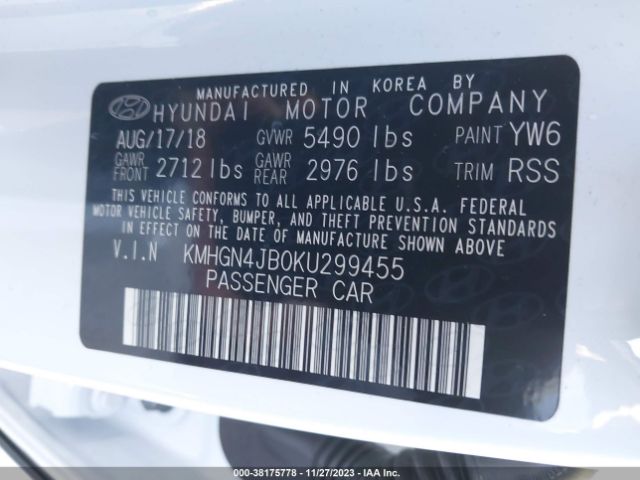 MANUFACTURED IN KOREA BY
HYUNDAI MOTOR COMPANY
AUG/17/18 GVWR 5490 lbs PAINT YW6
GAWR FRONT 2712 lbs GAWR REAR 2976 lbs TRIM RSS
THIS VEHICLE CONFORMS TO ALL APPLICABLE U.S.A. FEDERAL
MOTOR VEHICLE SAFETY, BUMPER, AND THEFT PREVENTION STANDARDS
IN EFFECT ON THE DATE OF MANUFACTURE SHOWN ABOVE.
V.I.N KMHGN4JB0KU299455
PASSENGER CAR
000-38175778 - 11/27/2023 - IAA Inc.